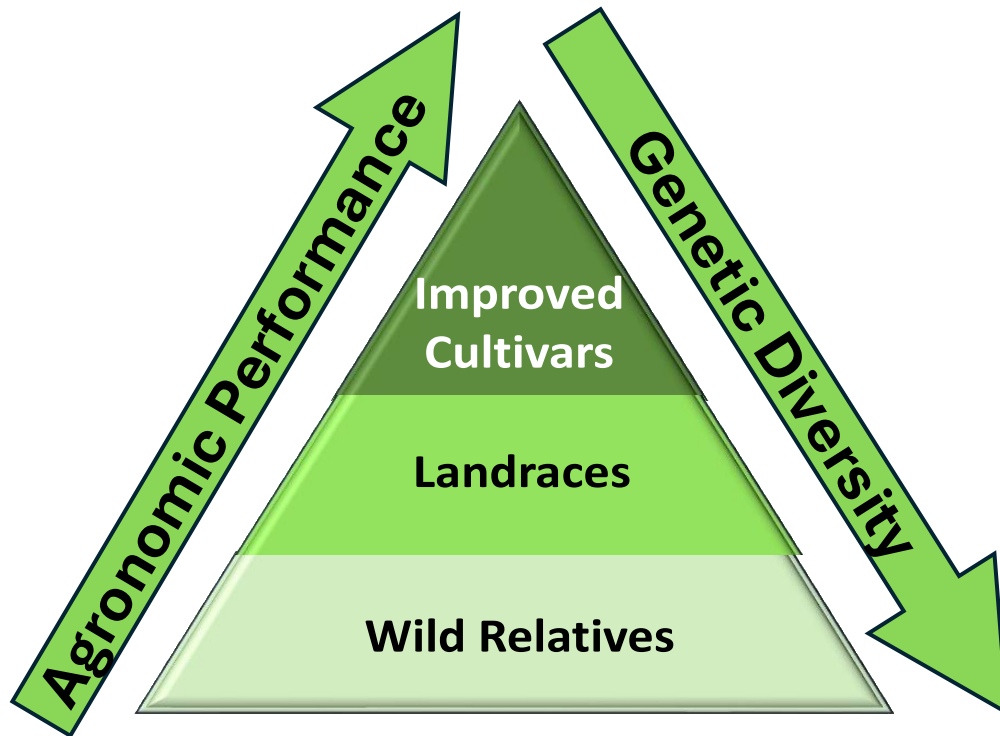 Agronomic Performance
Genetic Diversity
Improved
Cultivars
Landraces
Wild Relatives